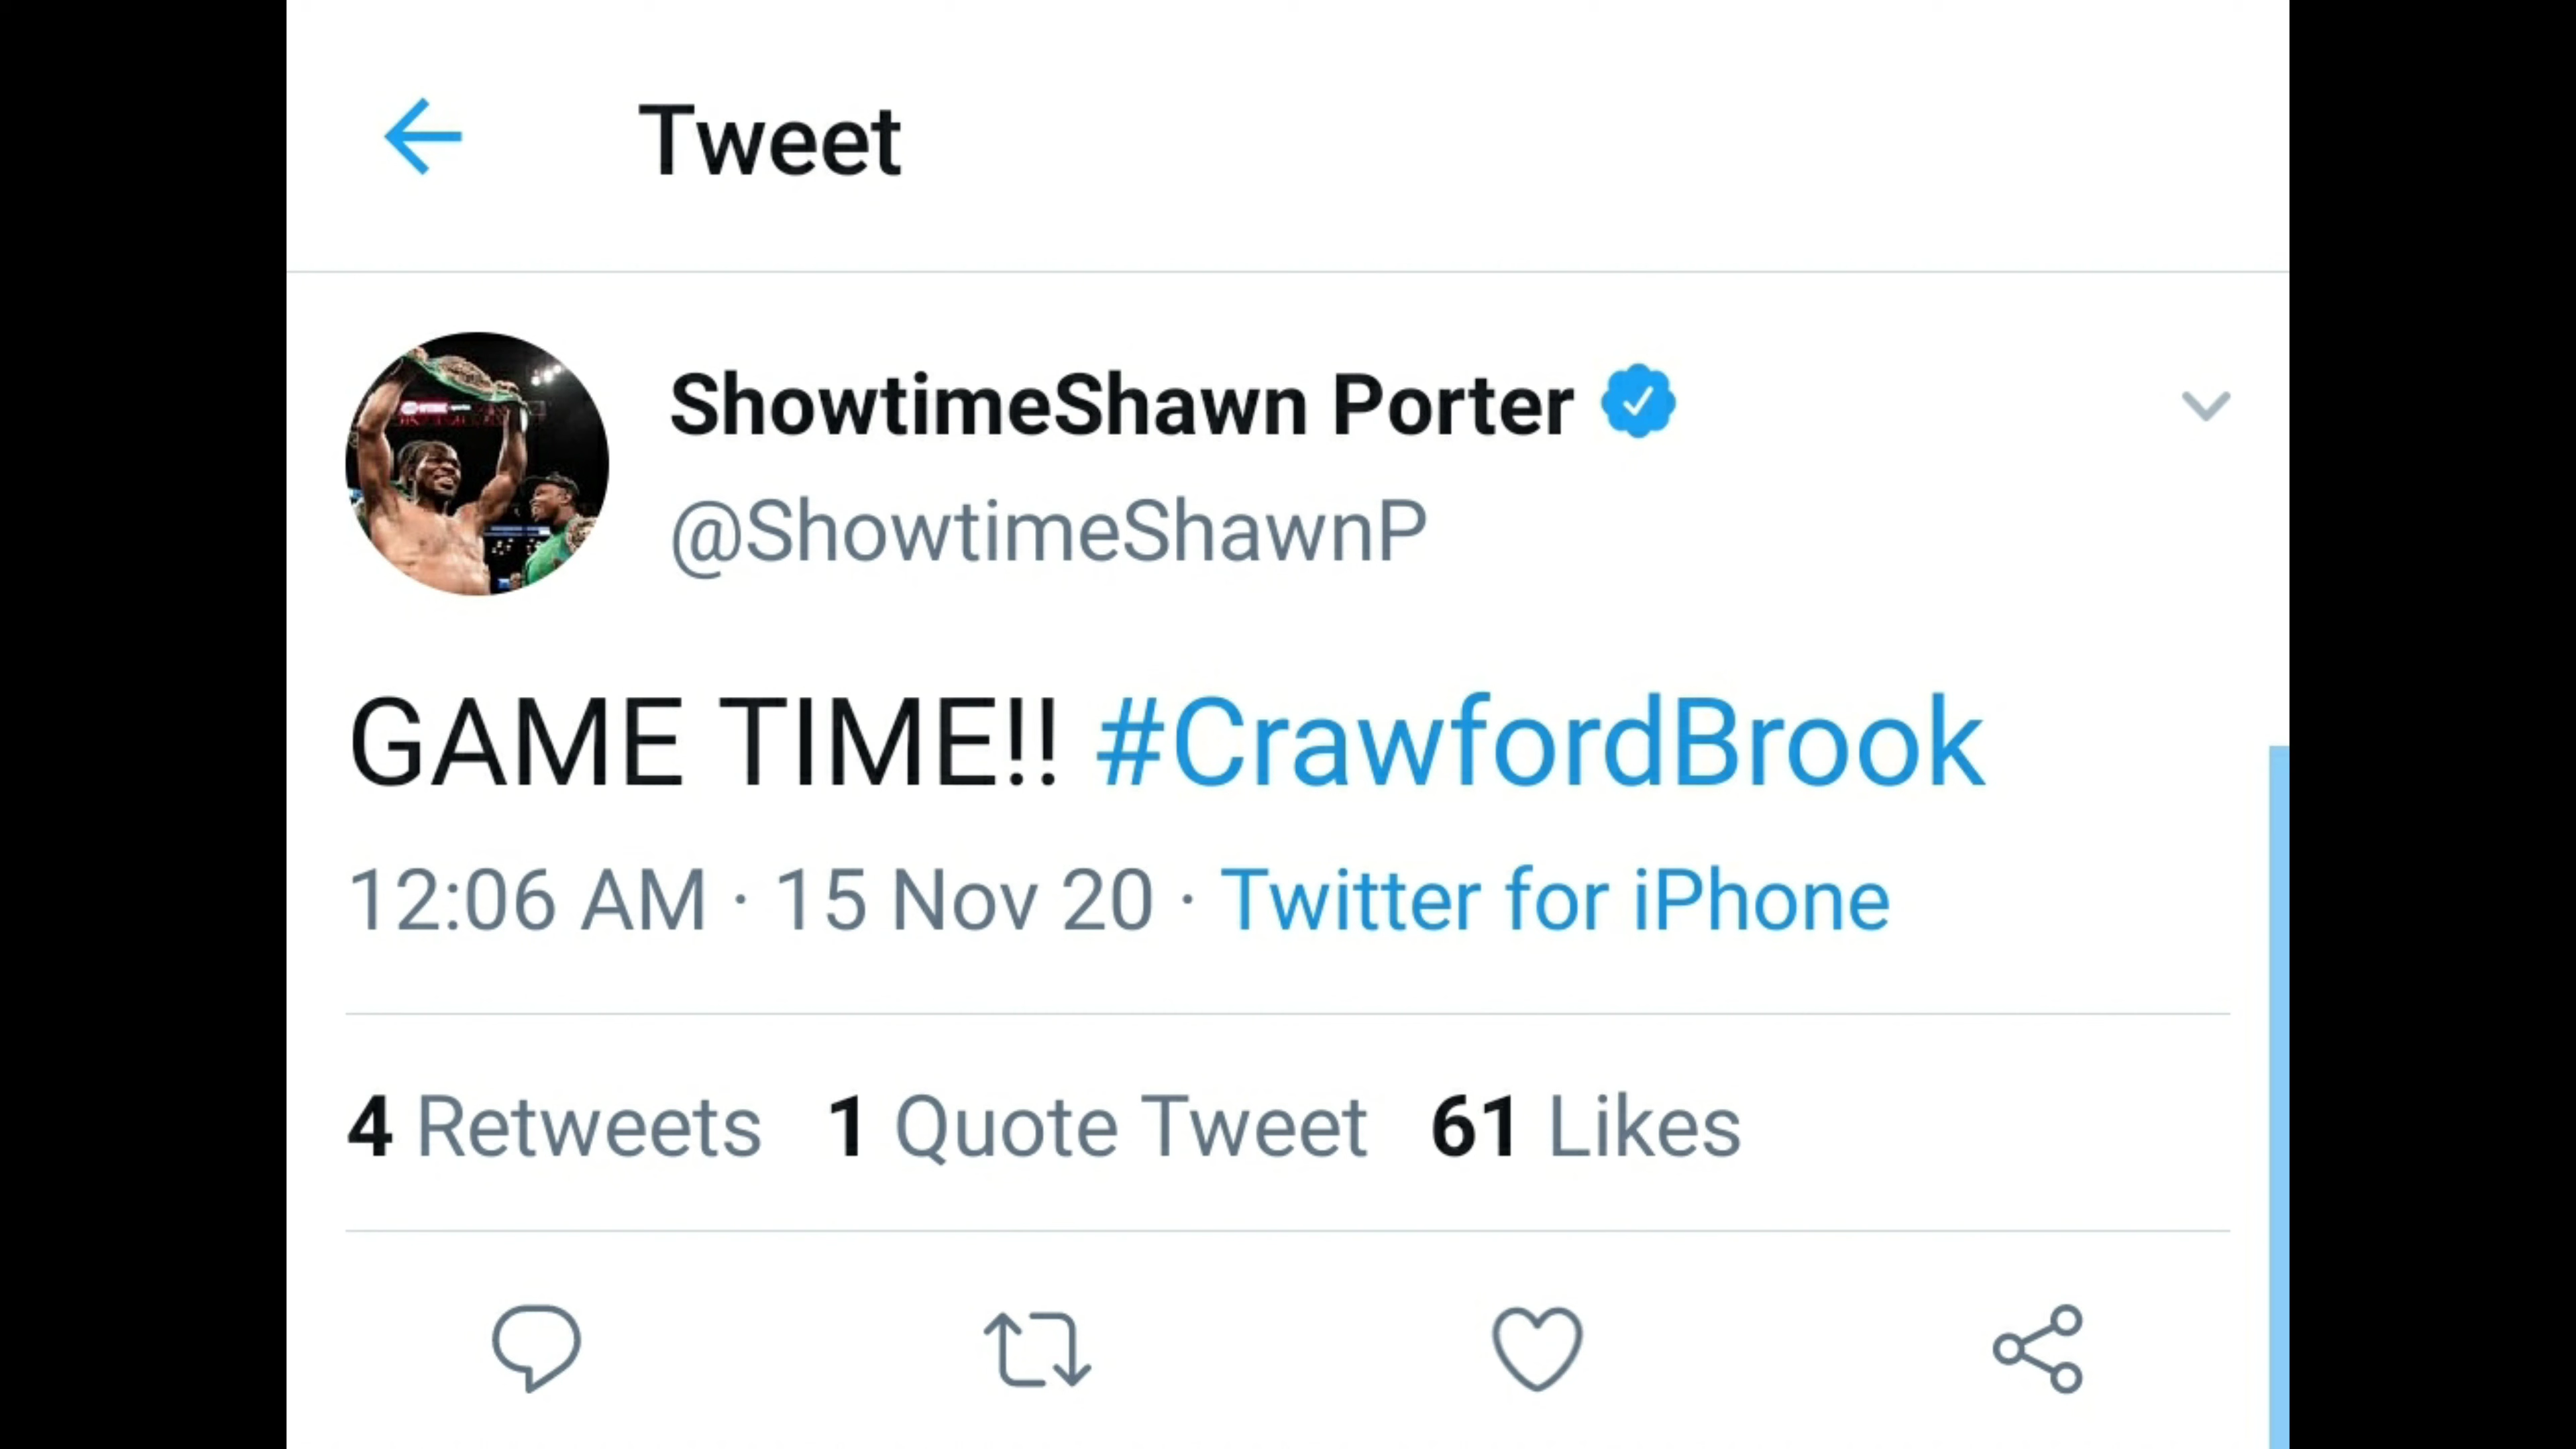 Tweet
ShowtimeShawn Porter
@ShowtimeShawnP
GAME TIME!! #CrawfordBrook
12:06 AM · 15 Nov 20 · Twitter for iPhone
4 Retweets 1 Quote Tweet 61 Likes